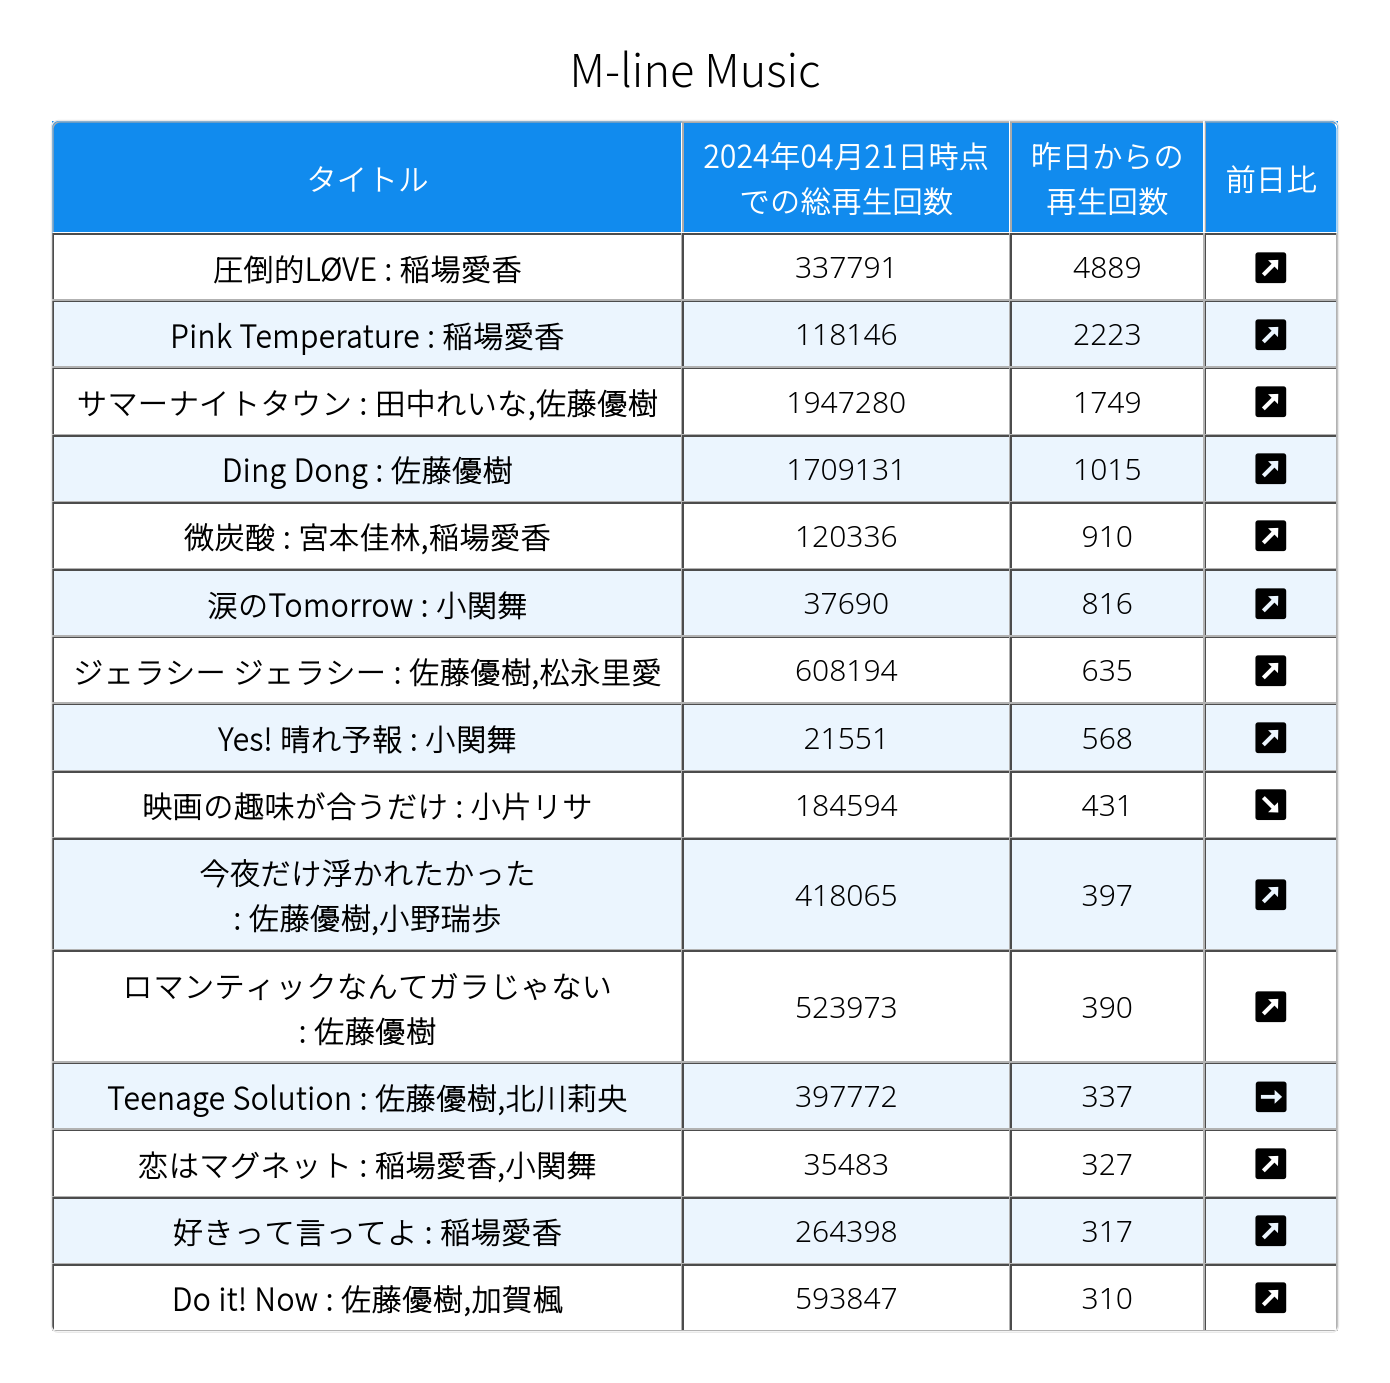 M-line Music
タイトル 2024年04月21日時点での総再生回数 昨日からの再生回数 前日比
圧倒的LØVE : 稲場愛香 337791 4889
Pink Temperature : 稲場愛香 118146 2223
サマーナイトタウン : 田中れいな,佐藤優樹 1947280 1749
Ding Dong : 佐藤優樹 1709131 1015
微炭酸 : 宮本佳林,稲場愛香 120336 910
涙のTomorrow : 小関舞 37690 816
ジェラシー ジェラシー : 佐藤優樹,松永里愛 608194 635
Yes! 晴れ予報 : 小関舞 21551 568
映画の趣味が合うだけ : 小片リサ 184594 431
今夜だけ浮かれたかった
: 佐藤優樹,小野瑞歩 418065 397
ロマンティックなんてガラじゃない
: 佐藤優樹 523973 390
Teenage Solution : 佐藤優樹,北川莉央 397772 337
恋はマグネット : 稲場愛香,小関舞 35483 327
好きって言ってよ : 稲場愛香 264398 317
Do it! Now : 佐藤優樹,加賀楓 593847 310